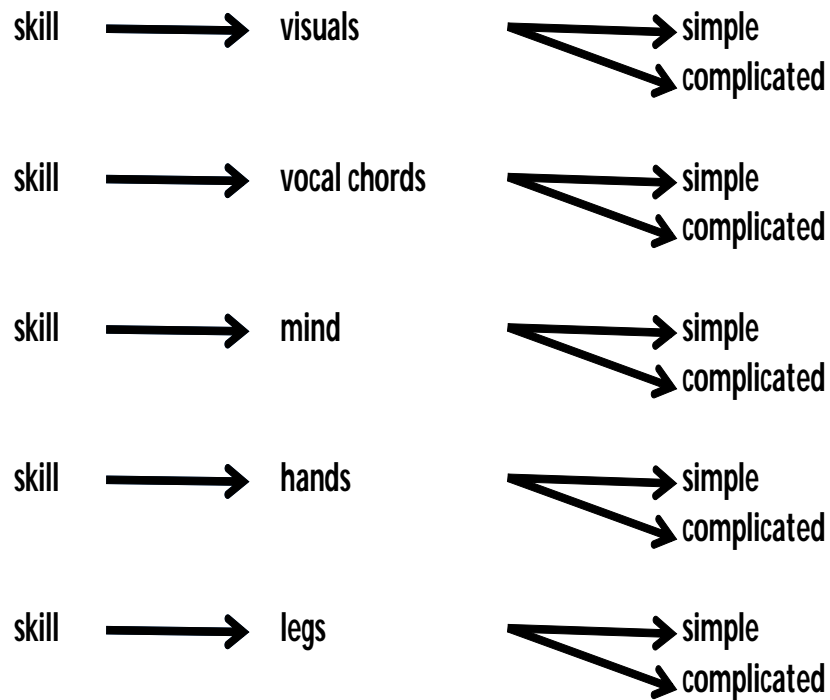 skill visuals simple
complicated
skill vocal chords simple
complicated
skill mind simple
complicated
skill hands simple
complicated
skill legs simple
complicated